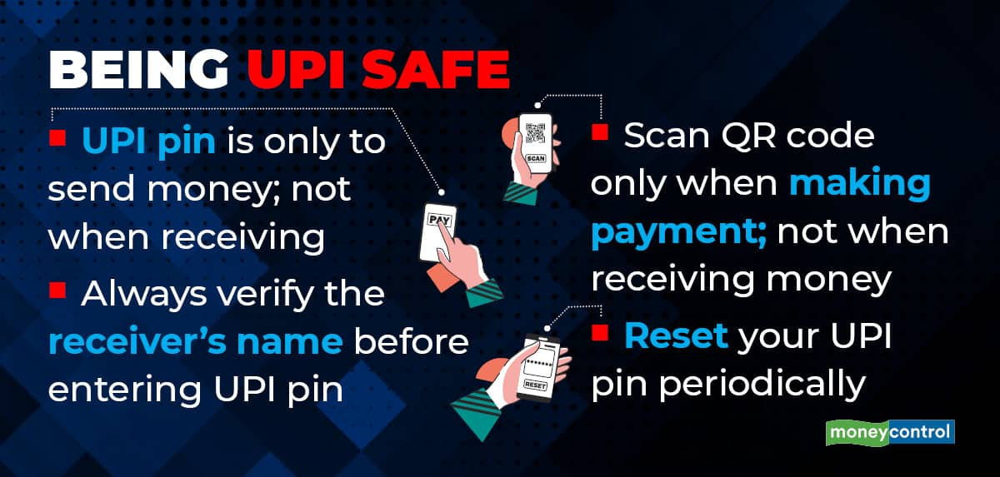 BEING UPI SAFE
UPI pin is only to
send money; not
when receiving
Always verify the
receiver’s name before
entering UPI pin
PAY
SCAN
Scan QR code
only when making
payment; not when
receiving money
RESET
Reset your UPI
pin periodically
moneycontrol